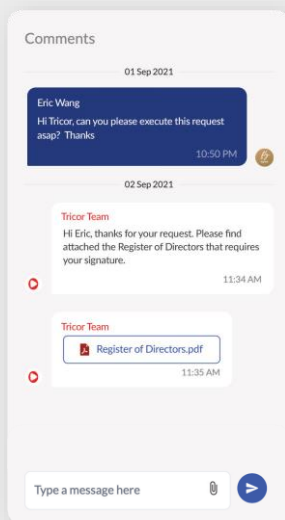 Comments
01 Sep 2021
Eric Wang
Hi Tricor, can you please execute this request
asap? Thanks
10:50 PM
02 Sep 2021
Tricor Team
Hi Eric, thanks for your request. Please find
attached the Register of Directors that requires
your signature.
11:34 AM
Tricor Team
Register of Directors.pdf
11:35 AM
Type a message here